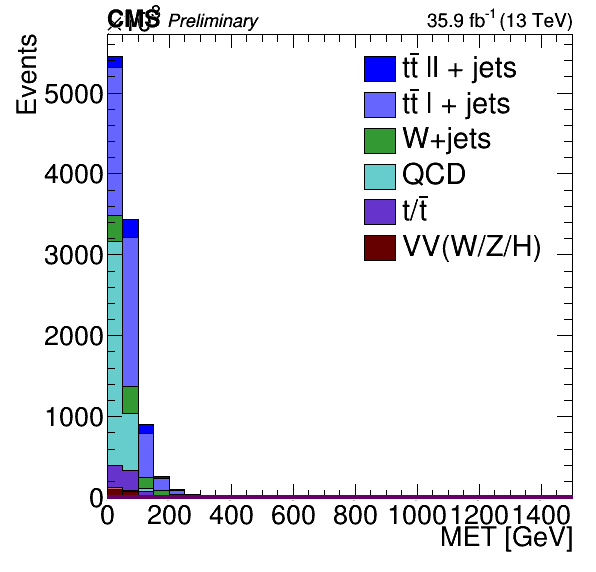 CMS Preliminary 35.9 fb-1 (13 TeV)
Events
tt̄ ll + jets
tt̄ l + jets
W+jets
QCD
t/t̄
VV(W/Z/H)
5000
4000
3000
2000
1000
0
0 200 400 600 800 1000 1200 1400
MET [GeV]